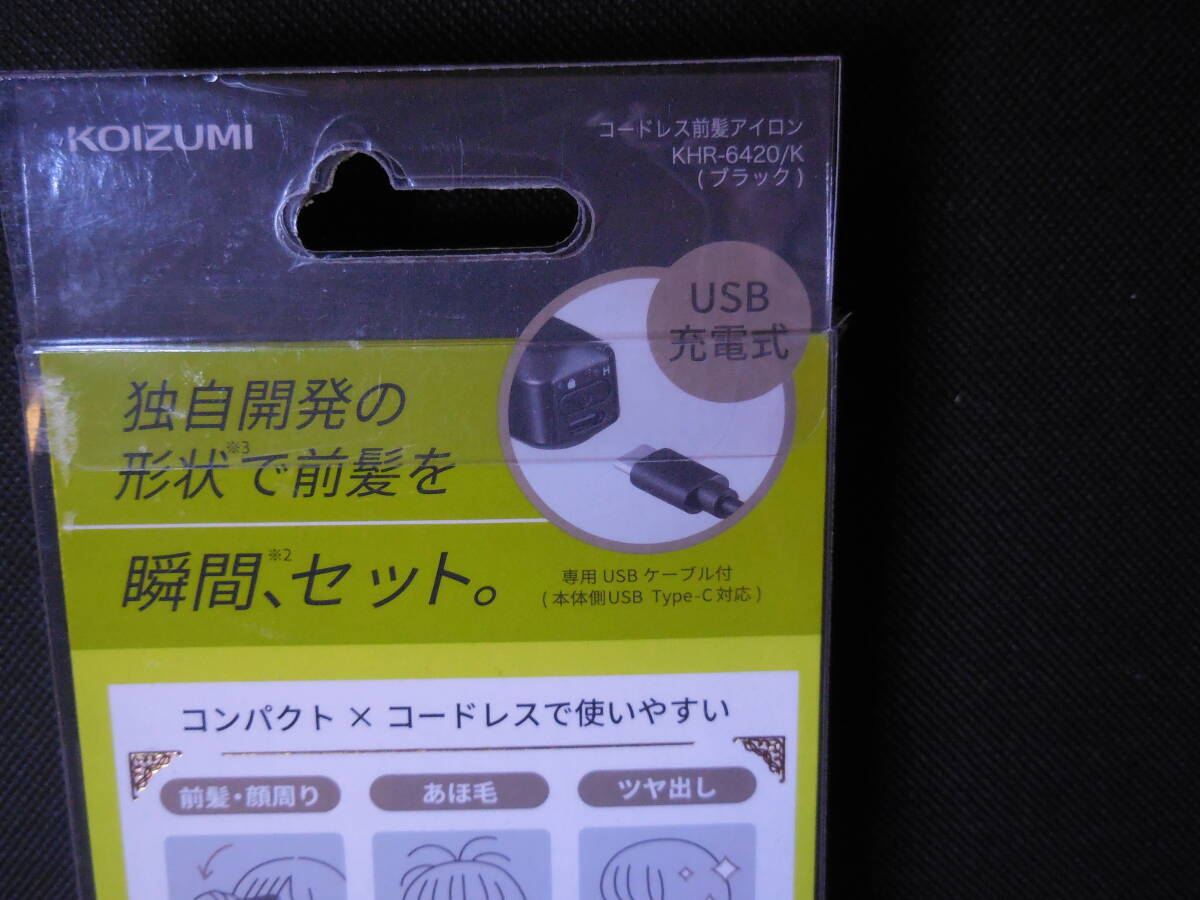 KOIZUMI
コードレス前髪アイロン
KHR-6420/K
(ブラック)
USB
充電式
H
独自開発の
形状※3で前髪を
瞬間、※2セット。
専用 USB ケーブル付
(本体側USB Type-C対応)
コンパクト × コードレスで使いやすい
前髪・顔周り
あほ毛
ツヤ出し